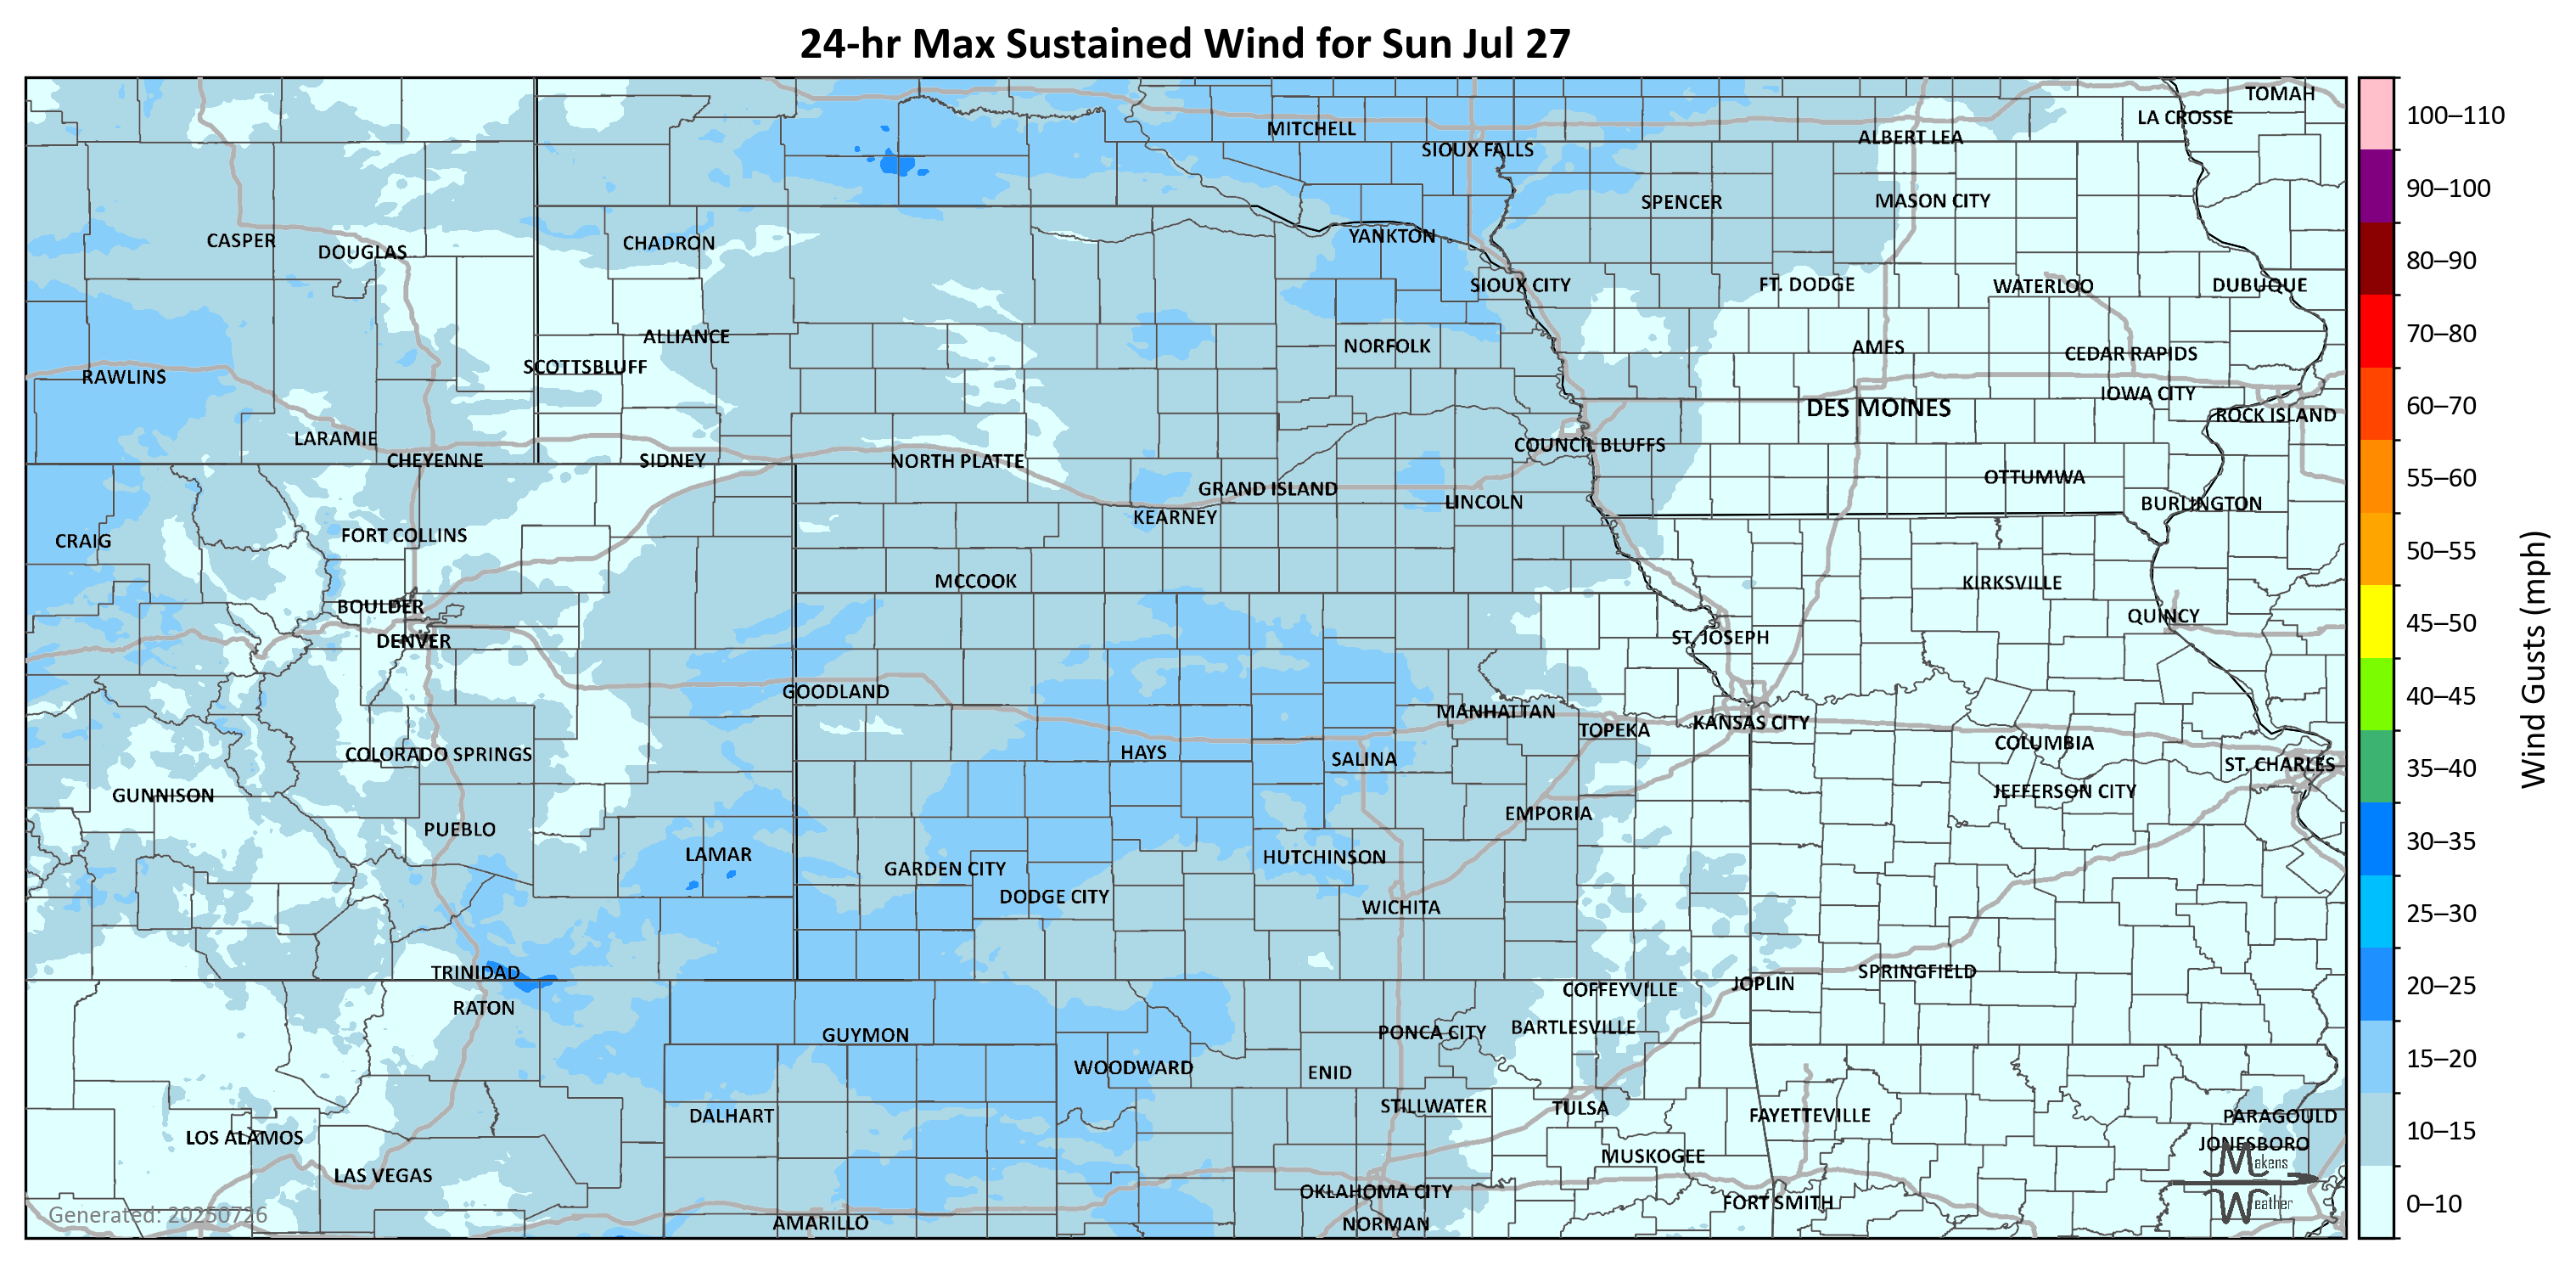 24-hr Max Sustained Wind for Sun Jul 27
TOMAH
LA CROSSE
MITCHELL
ALBERT LEA
SIOUX FALLS
SPENCER
MASON CITY
CASPER
DOUGLAS
CHADRON
YANKTON
SIOUX CITY
FT. DODGE
WATERLOO
DUBUQUE
ALLIANCE
NORFOLK
AMES
CEDAR RAPIDS
SCOTTSBLUFF
RAWLINS
IOWA CITY
DES MOINES
ROCK ISLAND
LARAMIE
COUNCIL BLUFFS
CHEYENNE
SIDNEY
NORTH PLATTE
OTTUMWA
GRAND ISLAND
LINCOLN
BURLINGTON
KEARNEY
FORT COLLINS
CRAIG
MCCOOK
KIRKSVILLE
BOULDER
QUINCY
DENVER
ST. JOSEPH
GOODLAND
MANHATTAN
TOPEKA
KANSAS CITY
COLUMBIA
COLORADO SPRINGS
HAYS
SALINA
ST. CHARLES
GUNNISON
JEFFERSON CITY
EMPORIA
PUEBLO
LAMAR
HUTCHINSON
GARDEN CITY
DODGE CITY
WICHITA
TRINIDAD
SPRINGFIELD
JOPLIN
COFFEYVILLE
RATON
BARTLESVILLE
PONCA CITY
GUYMON
WOODWARD
ENID
STILLWATER
TULSA
DALHART
FAYETTEVILLE
PARAGOULD
LOS ALAMOS
JONESBORO
MUSKOGEE
LAS VEGAS
OKLAHOMA CITY
FORT SMITH
AMARILLO
NORMAN
Makens
Weather
Generated: 20250726
100–110
90–100
80–90
70–80
60–70
55–60
50–55
45–50
40–45
35–40
30–35
25–30
20–25
15–20
10–15
0–10
Wind Gusts (mph)